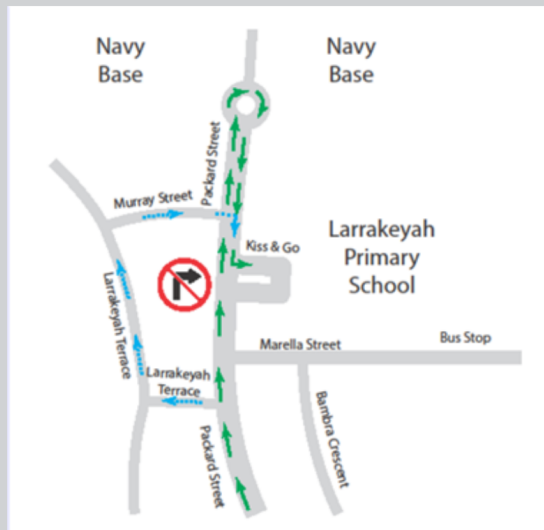 Navy
Base
Navy
Base
Packard Street
Murray Street
Kiss & Go
Larrakeyah
Primary
School
Larrakeyah Terrace
Marella Street
Bus Stop
Larrakeyah
Terrace
Bambra Crescent
Packard Street